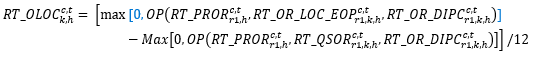 RT_OLOC^{c,t}_{k,h} = [max [0, OP(RT_PROR^{c,t}_{r1,h}, RT_OR_LOC_EOP^{c,t}_{r1,k,h}, RT_OR_DIPC^{c,t}_{r1,k,h})]
− Max[0, OP(RT_PROR^{c,t}_{r1,h}, RT_QSOR^{c,t}_{r1,k,h}, RT_OR_DIPC^{c,t}_{r1,k,h})]] /12